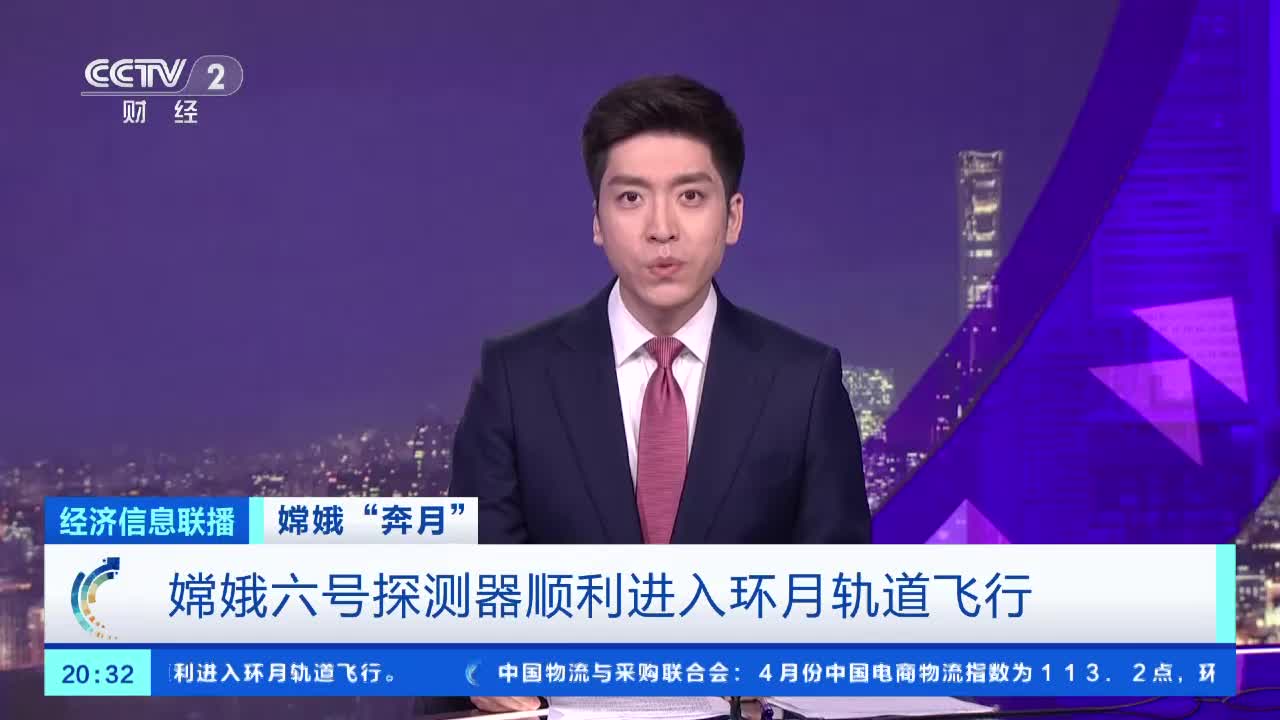 CCTV 2
财经
经济信息联播
嫦娥“奔月”
嫦娥六号探测器顺利进入环月轨道飞行
20:32
利进入环月轨道飞行。
中国物流与采购联合会：4月份中国电商物流指数为113.2点，环